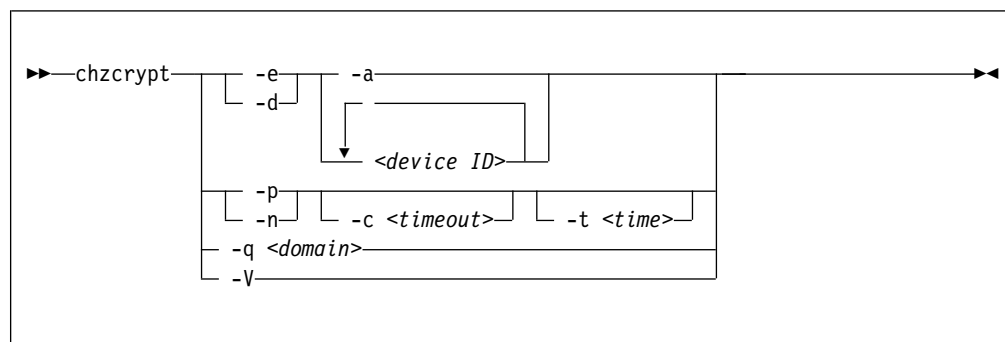 chzcrypt -e -a
-d
<device ID>
-p
-n -c <timeout> -t <time>
-q <domain>
-V